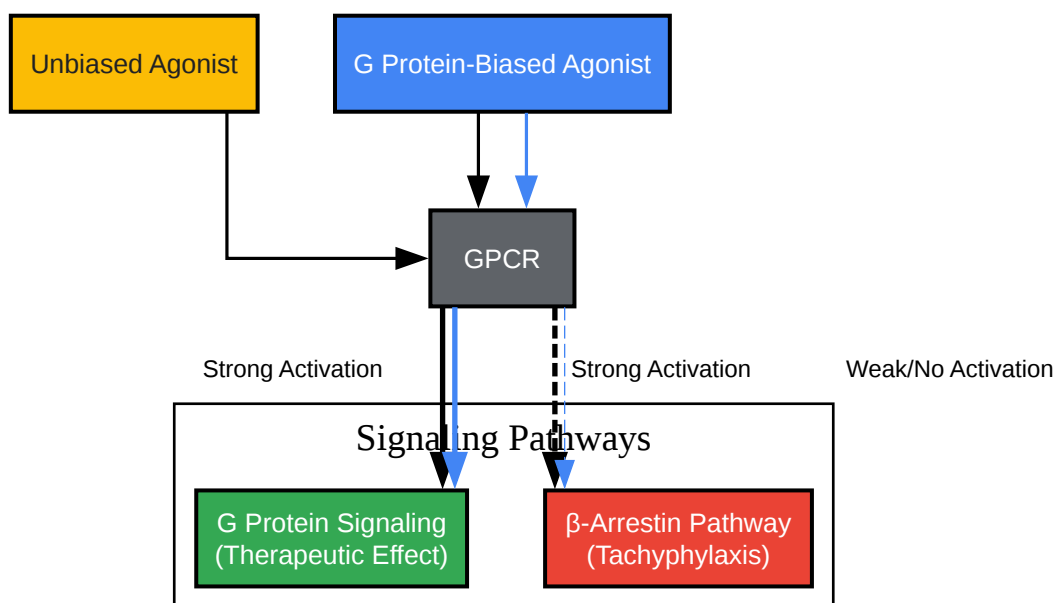 Unbiased Agonist
G Protein-Biased Agonist
GPCR
Strong Activation
Strong Activation
Weak/No Activation
Signaling Pathways
G Protein Signaling
(Therapeutic Effect)
β-Arrestin Pathway
(Tachyphylaxis)